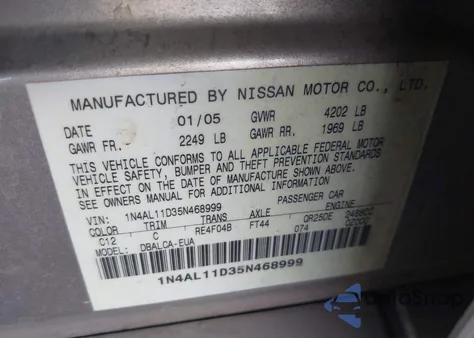 MANUFACTURED BY NISSAN MOTOR CO., LTD.
DATE 01/05 GVWR 4202 LB
GAWR FR. 2249 LB GAWR RR. 1969 LB
THIS VEHICLE CONFORMS TO ALL APPLICABLE FEDERAL MOTOR
VEHICLE SAFETY, BUMPER AND THEFT PREVENTION STANDARDS
IN EFFECT ON THE DATE OF MANUFACTURE SHOWN ABOVE.
SEE OWNERS MANUAL FOR ADDITIONAL INFORMATION.
VIN: 1N4AL11D35N468999 PASSENGER CAR
COLOR TRIM TRANS AXLE ENGINE
C12 C RE4F04B FT44 QR25DE 2488CC
MODEL: DBALCA-EUA 074
1N4AL11D35N468999
AutoSnap